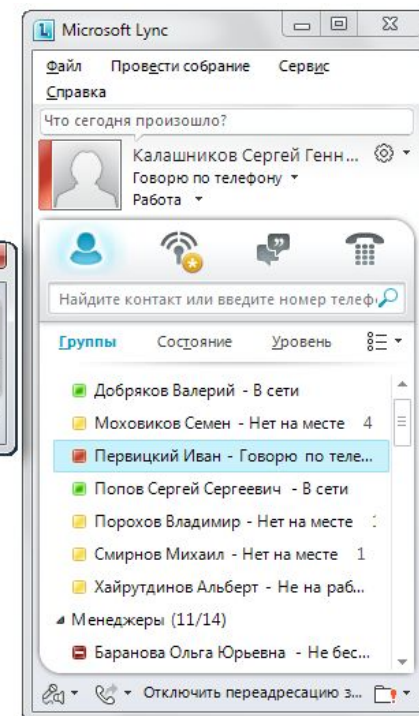 Microsoft Lync
Файл Провести собрание Сервис
Справка
Что сегодня произошло?
Калашников Сергей Генн...
Говорю по телефону
Работа
Найдите контакт или введите номер телеф
Группы Состояние Уровень
Добряков Валерий - В сети
Моховиков Семен - Нет на месте 4
Первицкий Иван - Говорю по теле...
Попов Сергей Сергеевич - В сети
Порохов Владимир - Нет на месте
Смирнов Михаил - Нет на месте 1
Хайрутдинов Альберт - Не на раб...
Менеджеры (11/14)
Баранова Ольга Юрьевна - Не бес...
Отключить переадресацию з...